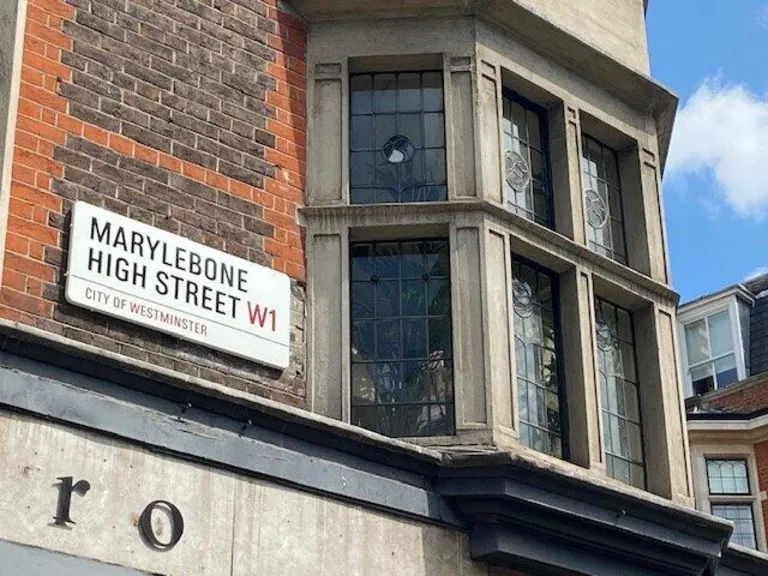 MARYLEBONE
HIGH STREET W1
CITY OF WESTMINSTER
ro